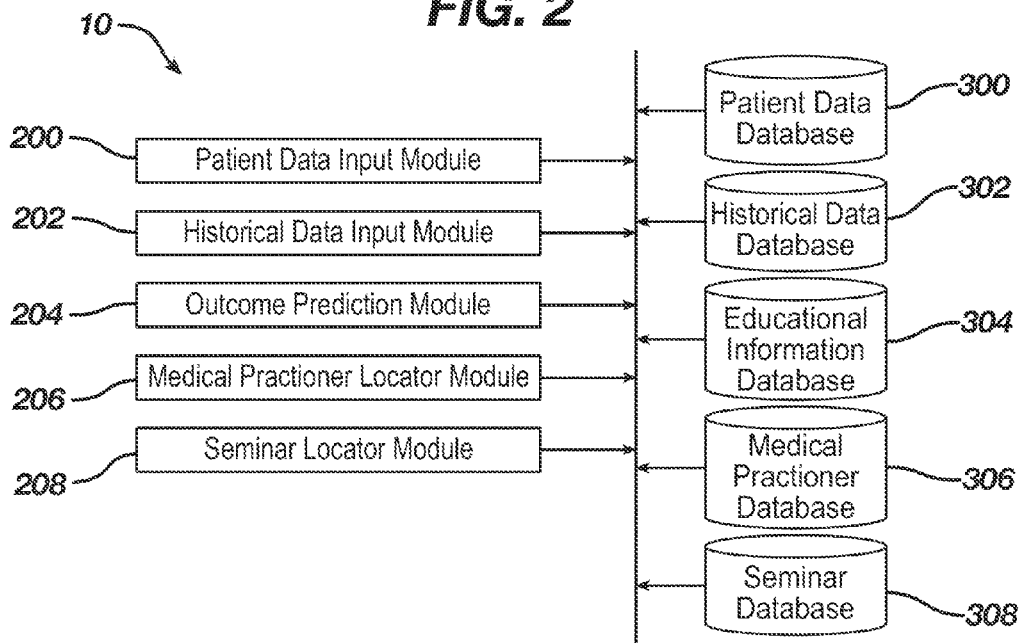 FIG. 2
10
200
Patient Data Input Module
202
Historical Data Input Module
204
Outcome Prediction Module
206
Medical Practioner Locator Module
208
Seminar Locator Module
Patient Data
Database
300
Historical Data
Database
302
Educational
Information
Database
304
Medical
Practioner
Database
306
Seminar
Database
308